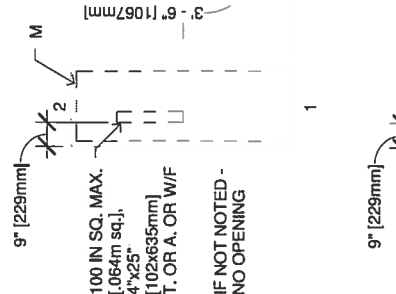 9" [229mm]
2
M
3' - 6" [1067mm]
100 IN SQ. MAX.
[.064m sq.],
4"x25"
[102x635mm]
T. OR A. OR W/F
IF NOT NOTED -
NO OPENING
1
9" [229mm]